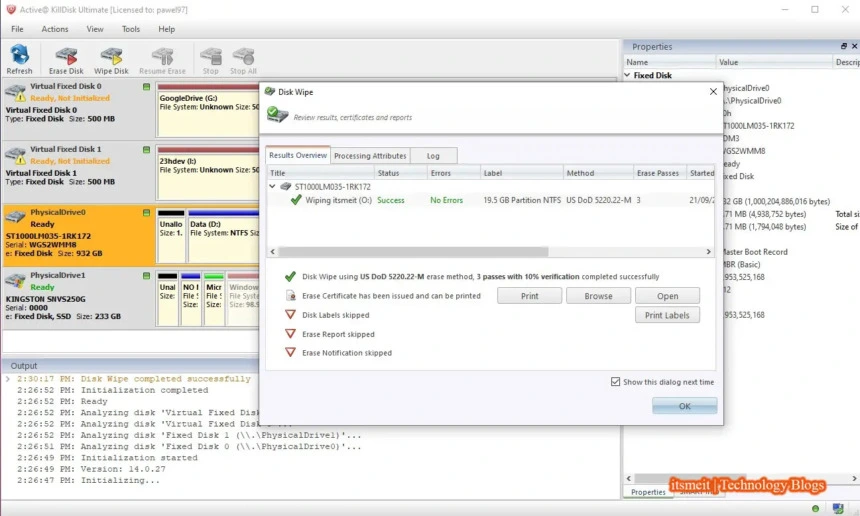 Active@ KillDisk Ultimate [Licensed to: pawel97]
File Actions View Tools Help
Refresh Erase Disk Wipe Disk Resume Erase Stop Stop All
Virtual Fixed Disk 0
Ready, Not Initialized
Virtual Fixed Disk 0
Type: Fixed Disk Size: 500 MB
GoogleDrive (G:)
File System: Unknown Size: 50
Virtual Fixed Disk 1
Ready, Not Initialized
Virtual Fixed Disk 1
Type: Fixed Disk Size: 500 MB
23hdev (I:)
File System: Unknown Size: 50
PhysicalDrive0
Ready
ST1000LM035-1RK172
Serial: WGS2WMM8
e: Fixed Disk Size: 932 GB
Unallo
Size: 1.
Data (D:)
File System: NTFS Siz
PhysicalDrive1
Ready
KINGSTON SNVS250G
Serial: 0000
e: Fixed Disk, SSD Size: 233 GB
Unal
Size:
NO
File S
Size:
Micr
File S
Size:
Window
File Sys
Size: 98.
Disk Wipe
Review results, certificates and reports
Results Overview Processing Attributes Log
Title Status Errors Label Method Erase Passes Started
ST1000LM035-1RK172
Wiping itsmeit (O:) Success No Errors 19.5 GB Partition NTFS US DoD 5220.22-M 3 21/09/2
Disk Wipe using US DoD 5220.22-M erase method, 3 passes with 10% verification completed successfully
Erase Certificate has been issued and can be printed
Print Browse Open
Disk Labels skipped
Print Labels
Erase Report skipped
Erase Notification skipped
Show this dialog next time
OK
Properties
Name Value Descrip
Fixed Disk
hysicalDrive0
.\PhysicalDrive0
0h
T1000LM035-1RK172
DM3
WGS2WMM8
eady
ixed Disk
32 GB (1,000,204,886,016 bytes)
.71 MB (4,938,752 bytes) Total si
.71 MB (1,794,048 bytes) Size of
Master Boot Record
MBR (Basic)
,953,525,168
,953,525,168
Output
2:30:17 PM: Disk Wipe completed successfully
2:26:52 PM: Initialization completed
2:26:52 PM: Ready
2:26:52 PM: Analyzing disk 'Virtual Fixed Disk
2:26:52 PM: Analyzing disk 'Virtual Fixed Disk
2:26:52 PM: Analyzing disk 'Fixed Disk 1 (\\.\PhysicalDrive1)'...
2:26:51 PM: Analyzing disk 'Fixed Disk 0 (\\.\PhysicalDrive0)'...
2:26:49 PM: Initialization started
2:26:49 PM: Version: 14.0.27
2:26:47 PM: Initializing...
itsmeit | Technology Blogs
Properties